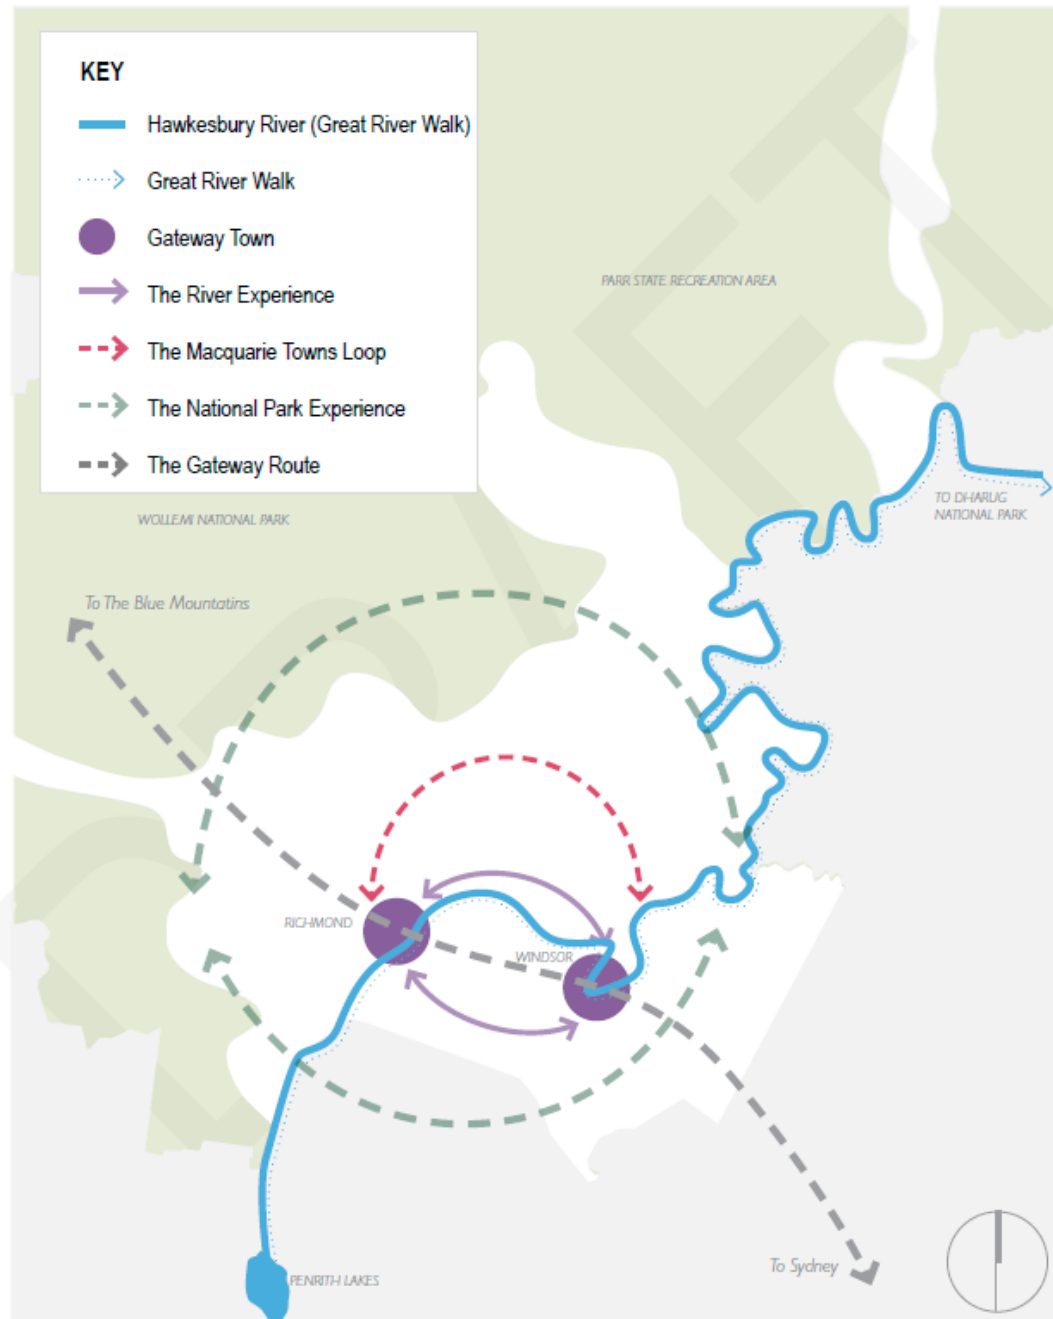 KEY
Hawkesbury River (Great River Walk)
Great River Walk
Gateway Town
The River Experience
The Macquarie Towns Loop
The National Park Experience
The Gateway Route
PARR STATE RECREATION AREA
TO DHARUG
NATIONAL PARK
WOLLEMI NATIONAL PARK
To The Blue Mountatins
RICHMOND
WINDSOR
To Sydney
PENRITH LAKES